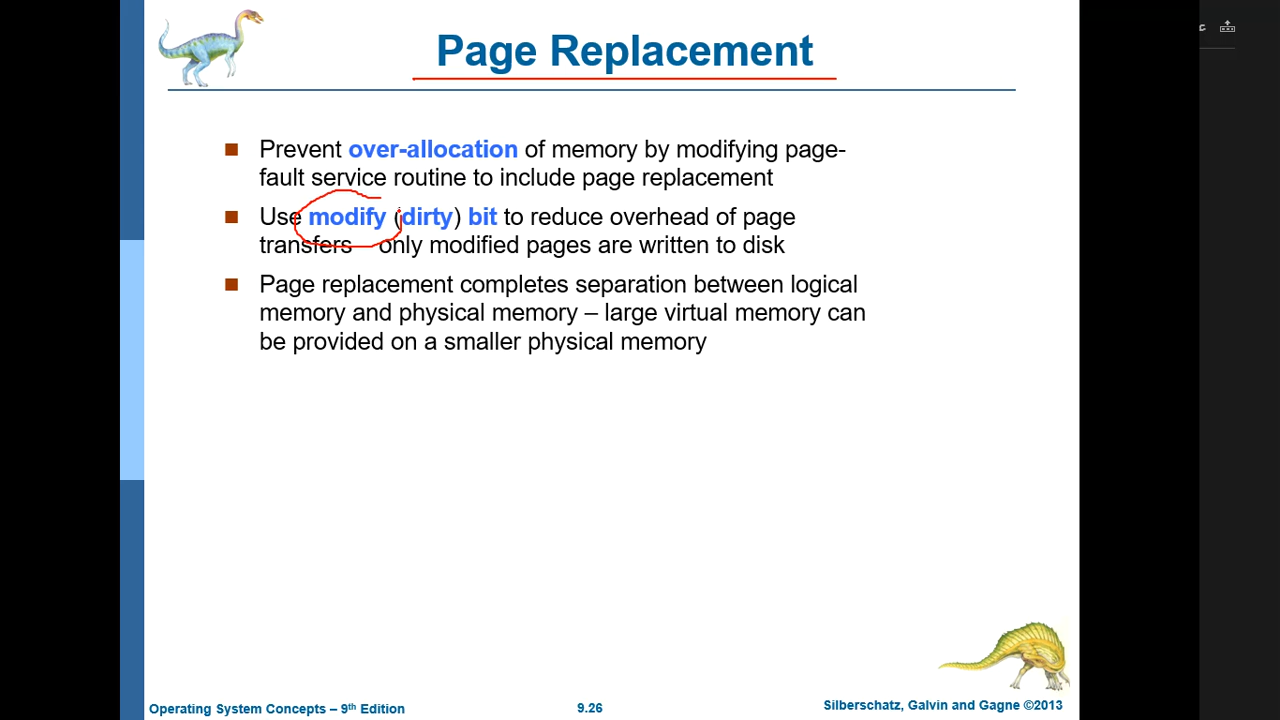 Page Replacement
■ Prevent over-allocation of memory by modifying page-
fault service routine to include page replacement
■ Use modify (dirty) bit to reduce overhead of page
transfers – only modified pages are written to disk
■ Page replacement completes separation between logical
memory and physical memory – large virtual memory can
be provided on a smaller physical memory
Operating System Concepts – 9th Edition
9.26
Silberschatz, Galvin and Gagne ©2013